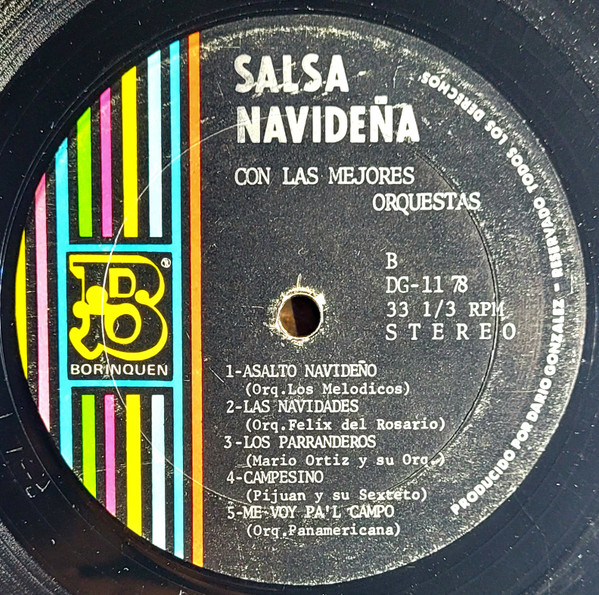 SALSA
NAVIDEÑA
CON LAS MEJORES
ORQUESTAS
B
DG-1178
33 1/3 RPM
STEREO
BORINQUEN
1-ASALTO NAVIDEÑO
(Orq.Los Melodicos)
2-LAS NAVIDADES
(Orq.Felix del Rosario)
3-LOS PARRANDEROS
(Mario Ortiz y su Orq.)
4-CAMPESINO
(Pijuan y su Sexteto)
5-ME VOY PA'L CAMPO
(Orq.Panamericana)
PRODUCIDO POR DARIO GONZALEZ - RESERVADO TODOS LOS DERECHOS